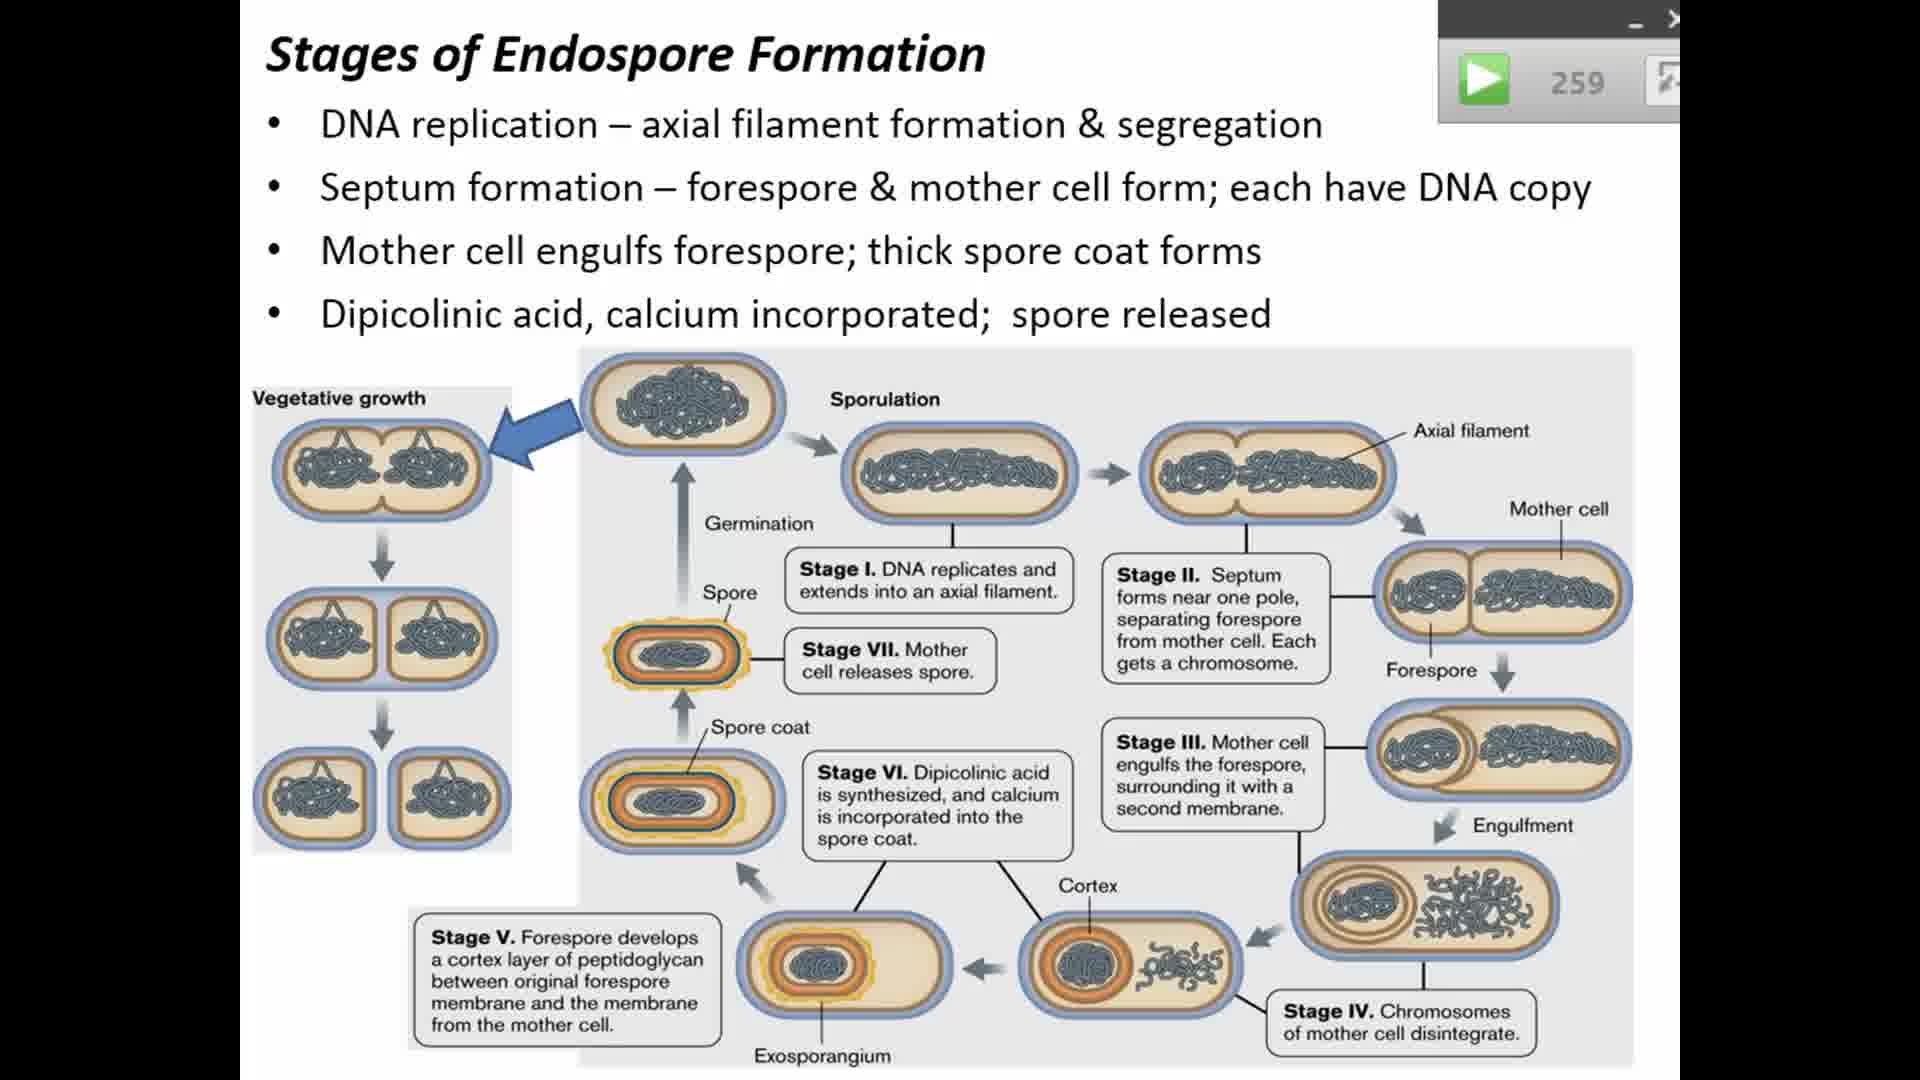 Stages of Endospore Formation
259
• DNA replication – axial filament formation & segregation
• Septum formation – forespore & mother cell form; each have DNA copy
• Mother cell engulfs forespore; thick spore coat forms
• Dipicolinic acid, calcium incorporated;  spore released
Vegetative growth
Sporulation
Axial filament
Mother cell
Germination
Stage I. DNA replicates and
extends into an axial filament.
Stage II. Septum
forms near one pole,
separating forespore
from mother cell. Each
gets a chromosome.
Forespore
Spore
Stage VII. Mother
cell releases spore.
Spore coat
Stage III. Mother cell
engulfs the forespore,
surrounding it with a
second membrane.
Engulfment
Stage VI. Dipicolinic acid
is synthesized, and calcium
is incorporated into the
spore coat.
Cortex
Stage V. Forespore develops
a cortex layer of peptidoglycan
between original forespore
membrane and the membrane
from the mother cell.
Stage IV. Chromosomes
of mother cell disintegrate.
Exosporangium